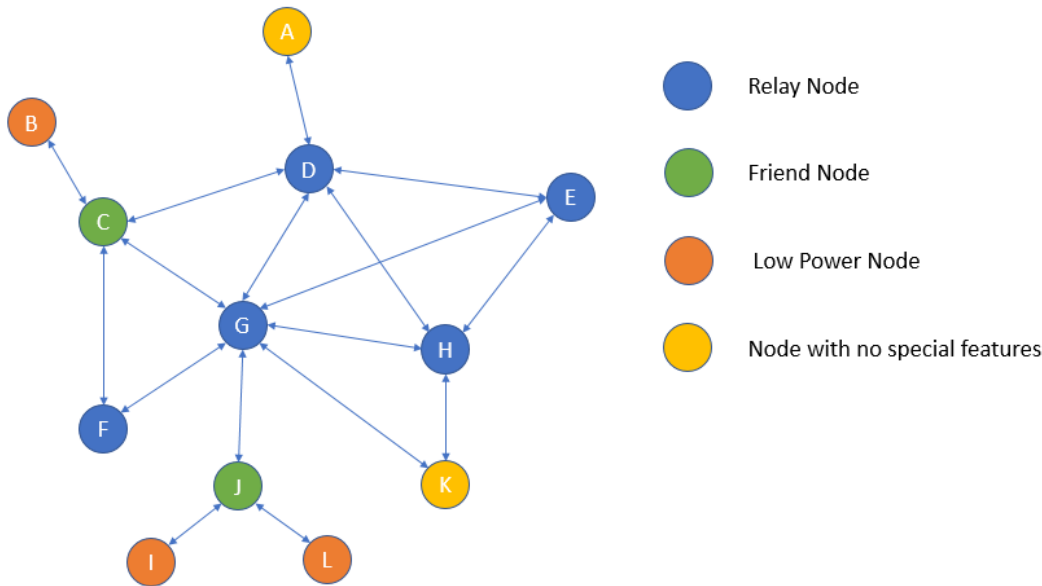 A
B
D
E
C
G
H
F
J
K
I
L
Relay Node
Friend Node
Low Power Node
Node with no special features